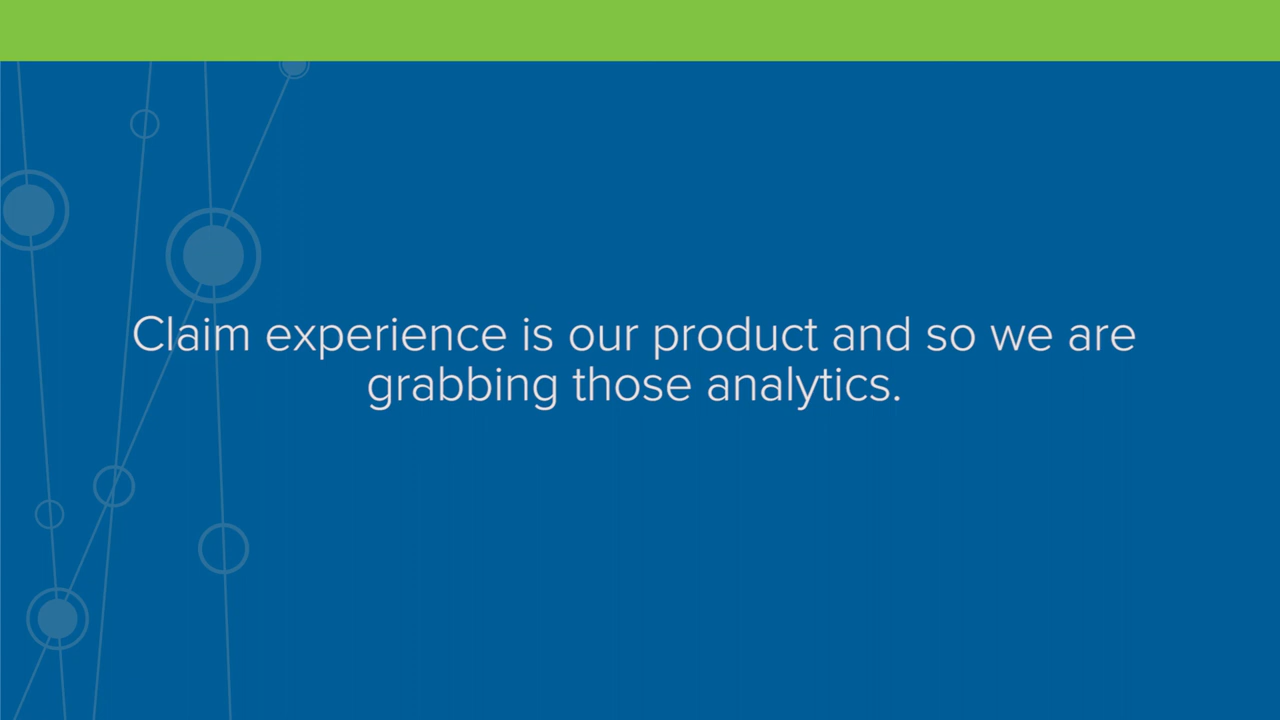 Claim experience is our product and so we are
grabbing those analytics.